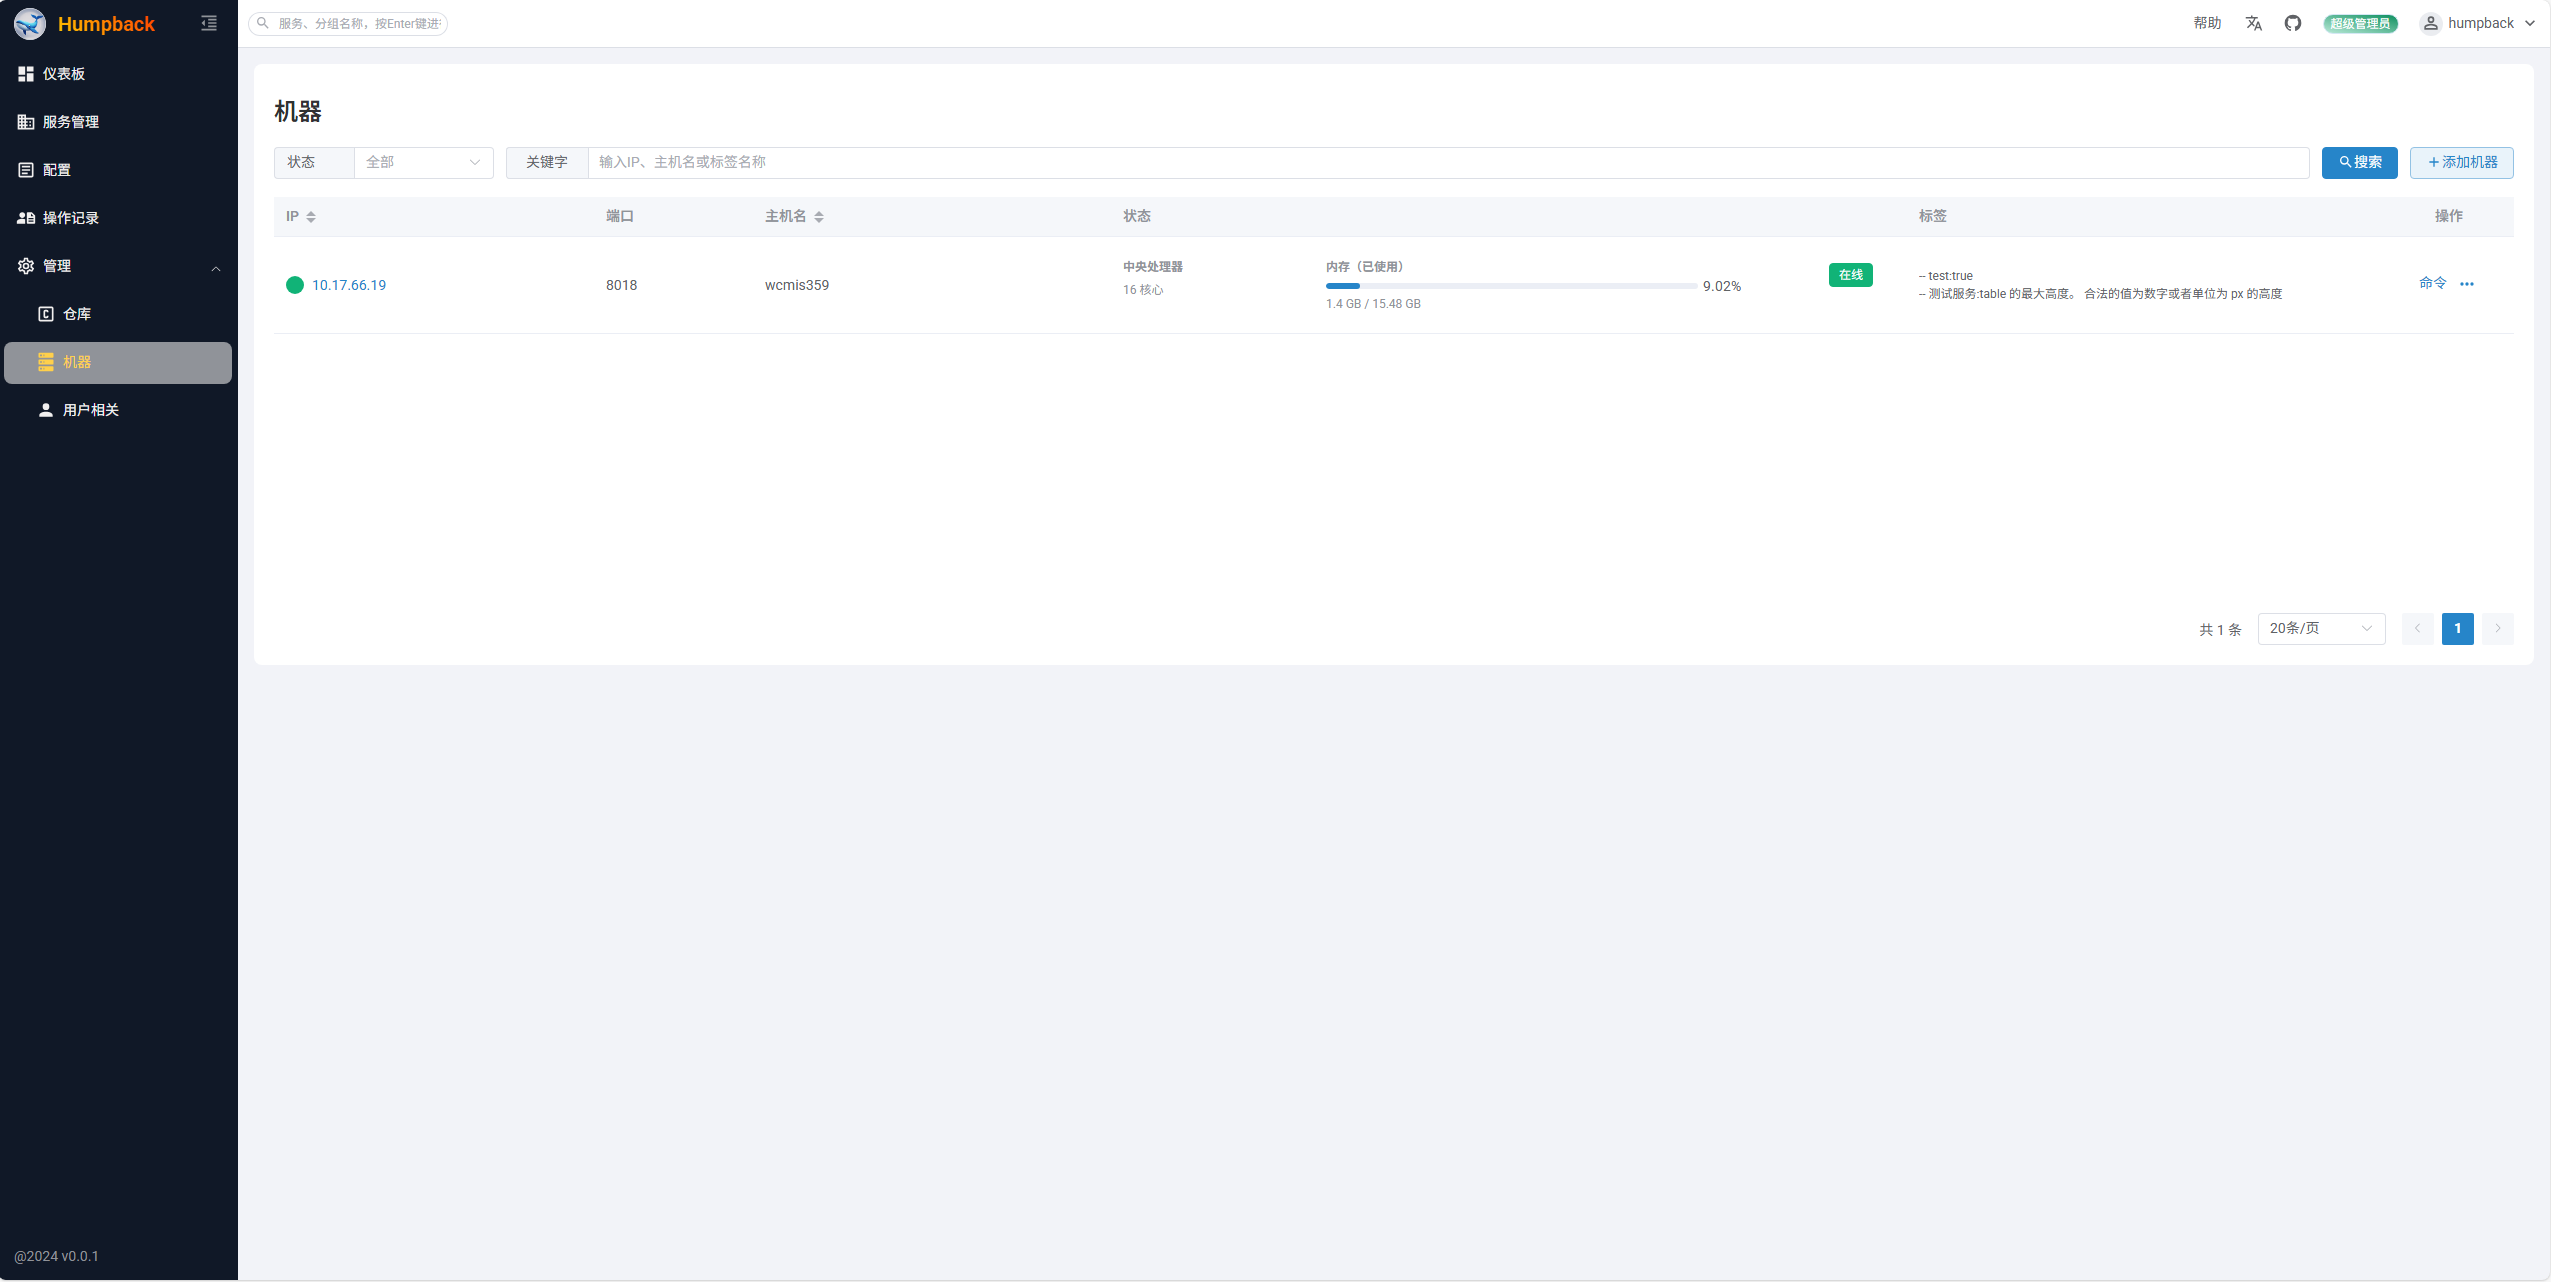 Humpback
服务、分组名称，按Enter键进
帮助
超级管理员
humpback
仪表板
服务管理
配置
操作记录
管理
仓库
机器
用户相关
@2024 v0.0.1
机器
状态 全部 关键字 输入IP、主机名或标签名称 搜索 +添加机器
IP 端口 主机名 状态 标签 操作
10.17.66.19 8018 wcmis359
中央处理器
16 核心
内存（已使用）
9.02%
1.4 GB / 15.48 GB
在线
-- test:true
-- 测试服务:table 的最大高度。 合法的值为数字或者单位为 px 的高度
命令
共 1 条 20条/页 1